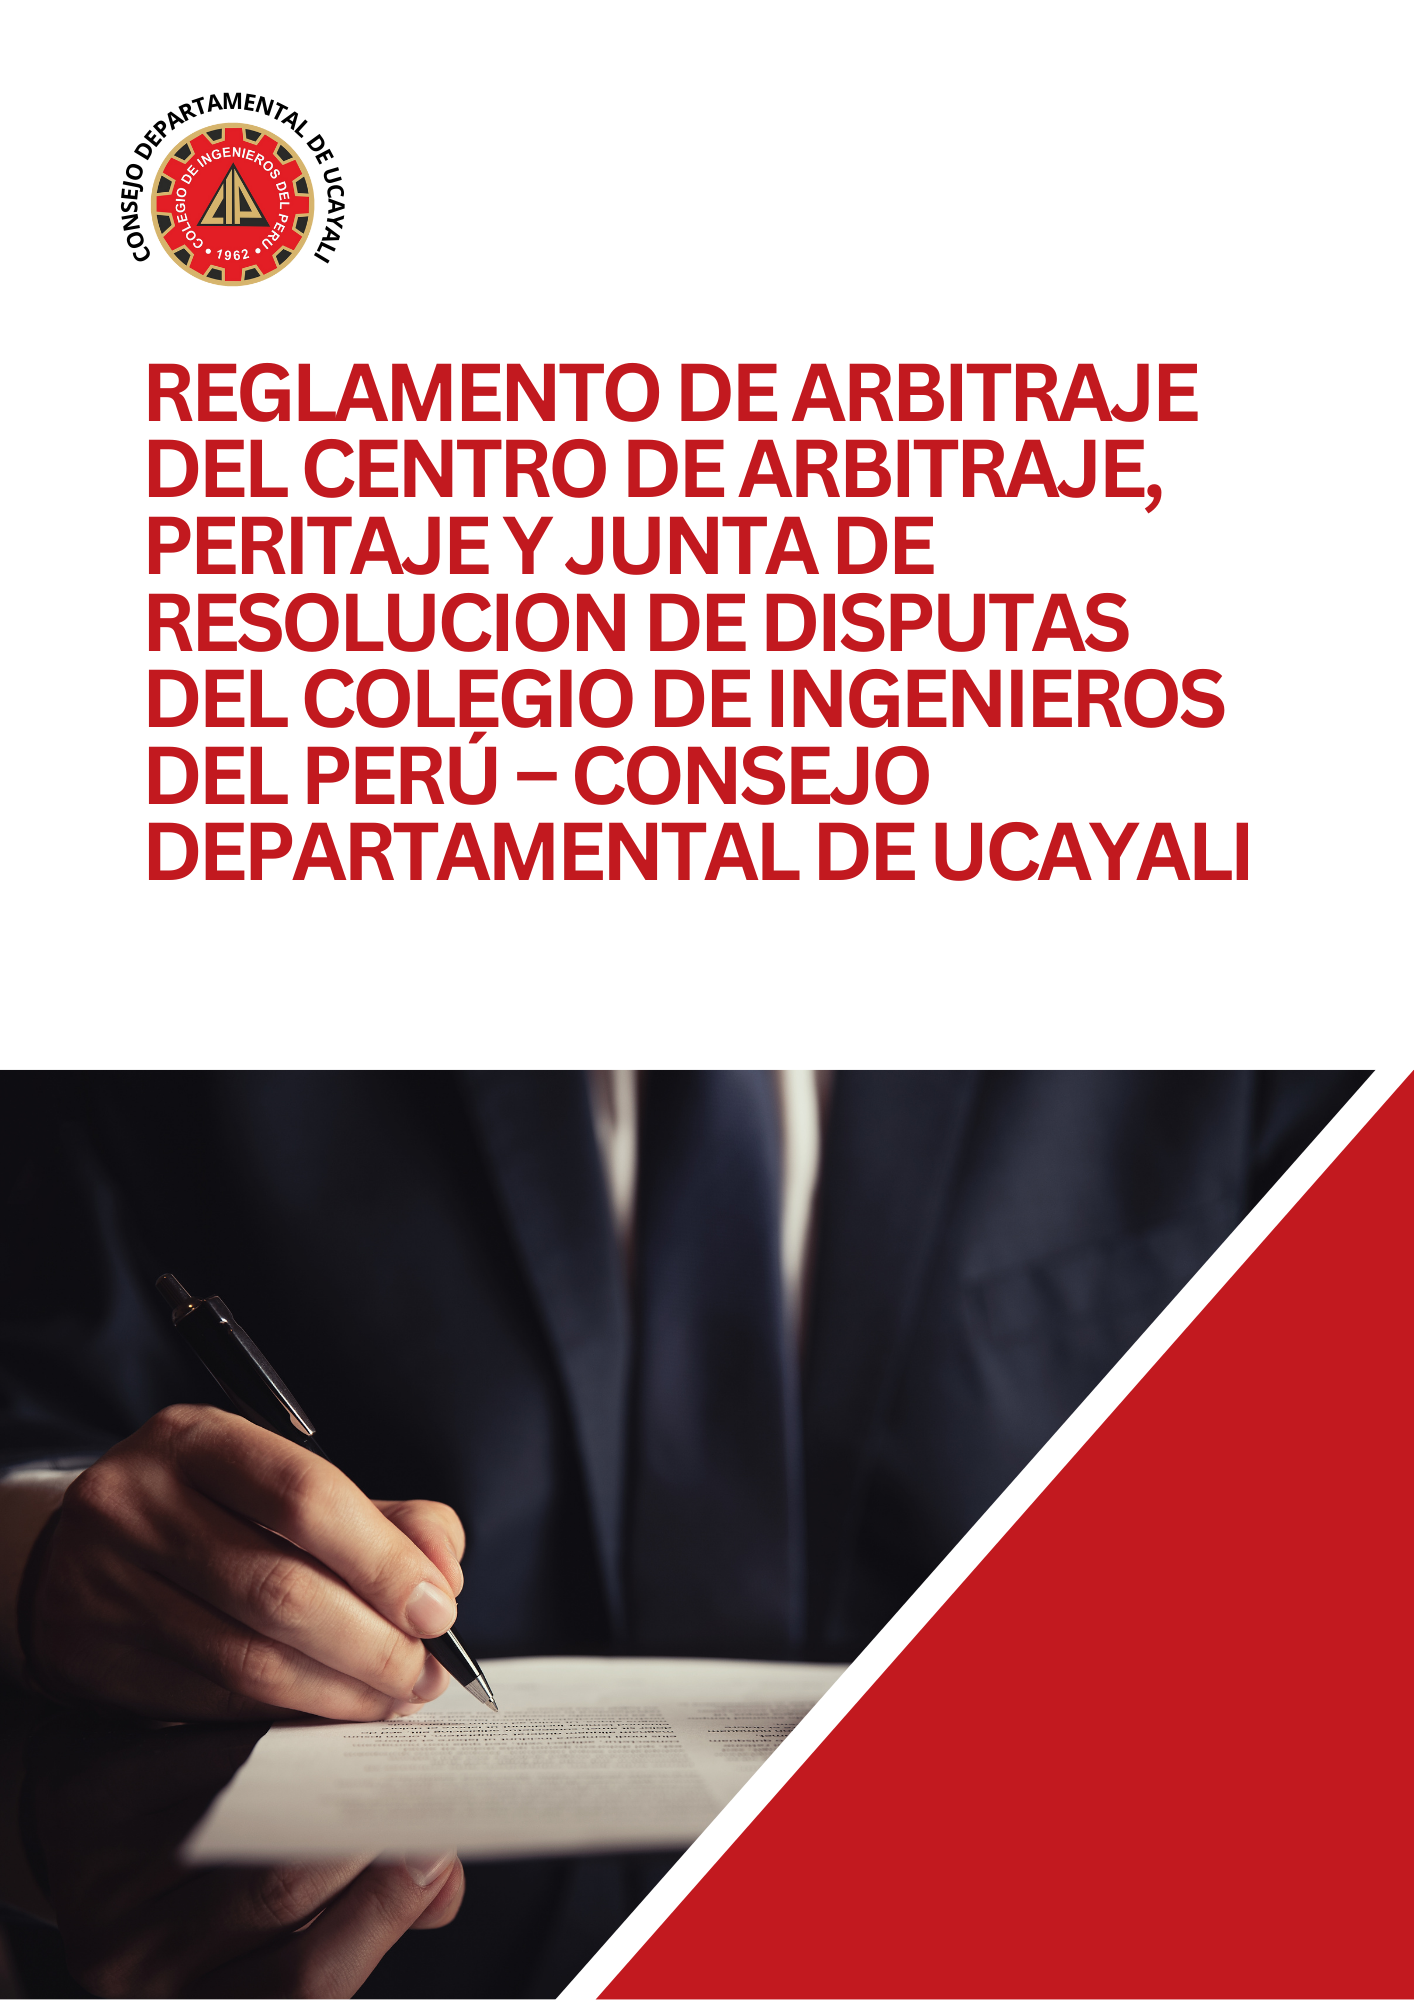 CONSEJO DEPARTAMENTAL DE UCAYALI
COLEGIO DE INGENIEROS DEL PERU
CIP
• 1962 •
REGLAMENTO DE ARBITRAJE
DEL CENTRO DE ARBITRAJE,
PERITAJE Y JUNTA DE
RESOLUCION DE DISPUTAS
DEL COLEGIO DE INGENIEROS
DEL PERÚ – CONSEJO
DEPARTAMENTAL DE UCAYALI